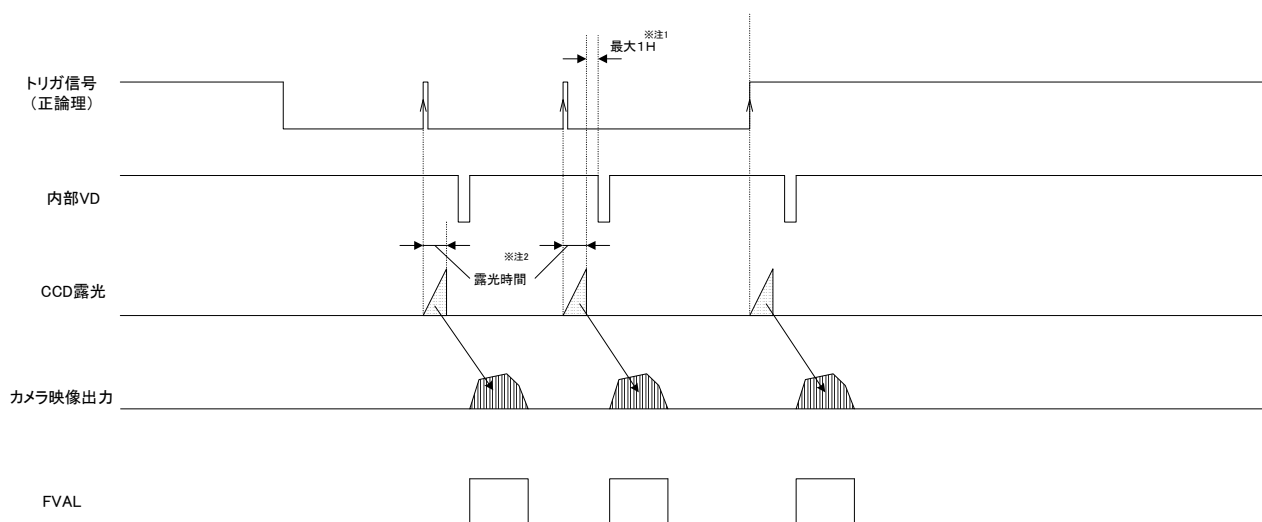 ※注1
最大1H
トリガ信号
(正論理)
内部VD
※注2
露光時間
CCD露光
カメラ映像出力
FVAL